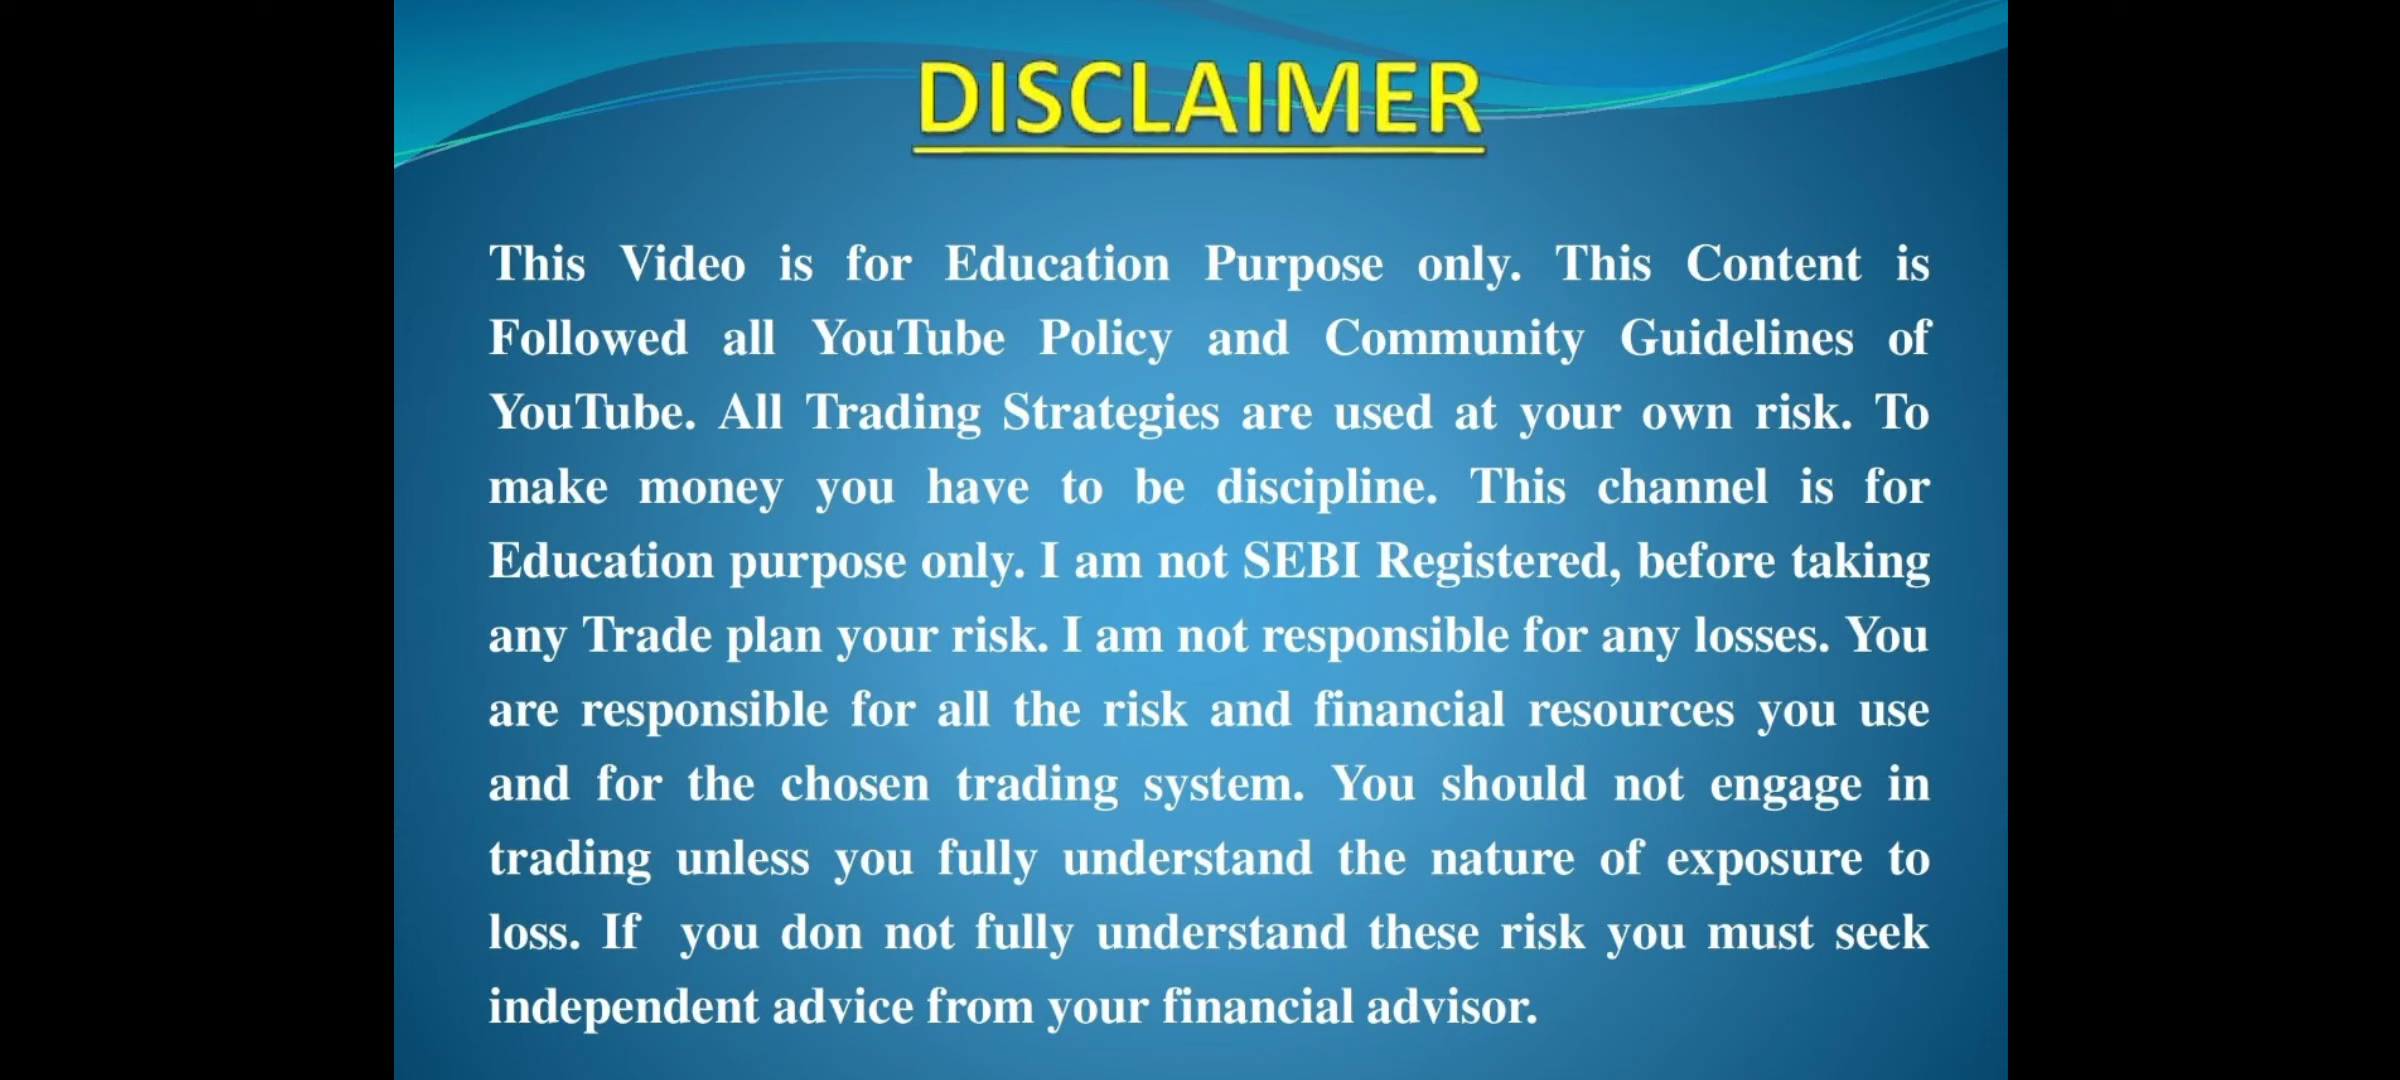 DISCLAIMER
This Video is for Education Purpose only. This Content is
Followed all YouTube Policy and Community Guidelines of
YouTube. All Trading Strategies are used at your own risk. To
make money you have to be discipline. This channel is for
Education purpose only. I am not SEBI Registered, before taking
any Trade plan your risk. I am not responsible for any losses. You
are responsible for all the risk and financial resources you use
and for the chosen trading system. You should not engage in
trading unless you fully understand the nature of exposure to
loss. If you don not fully understand these risk you must seek
independent advice from your financial advisor.